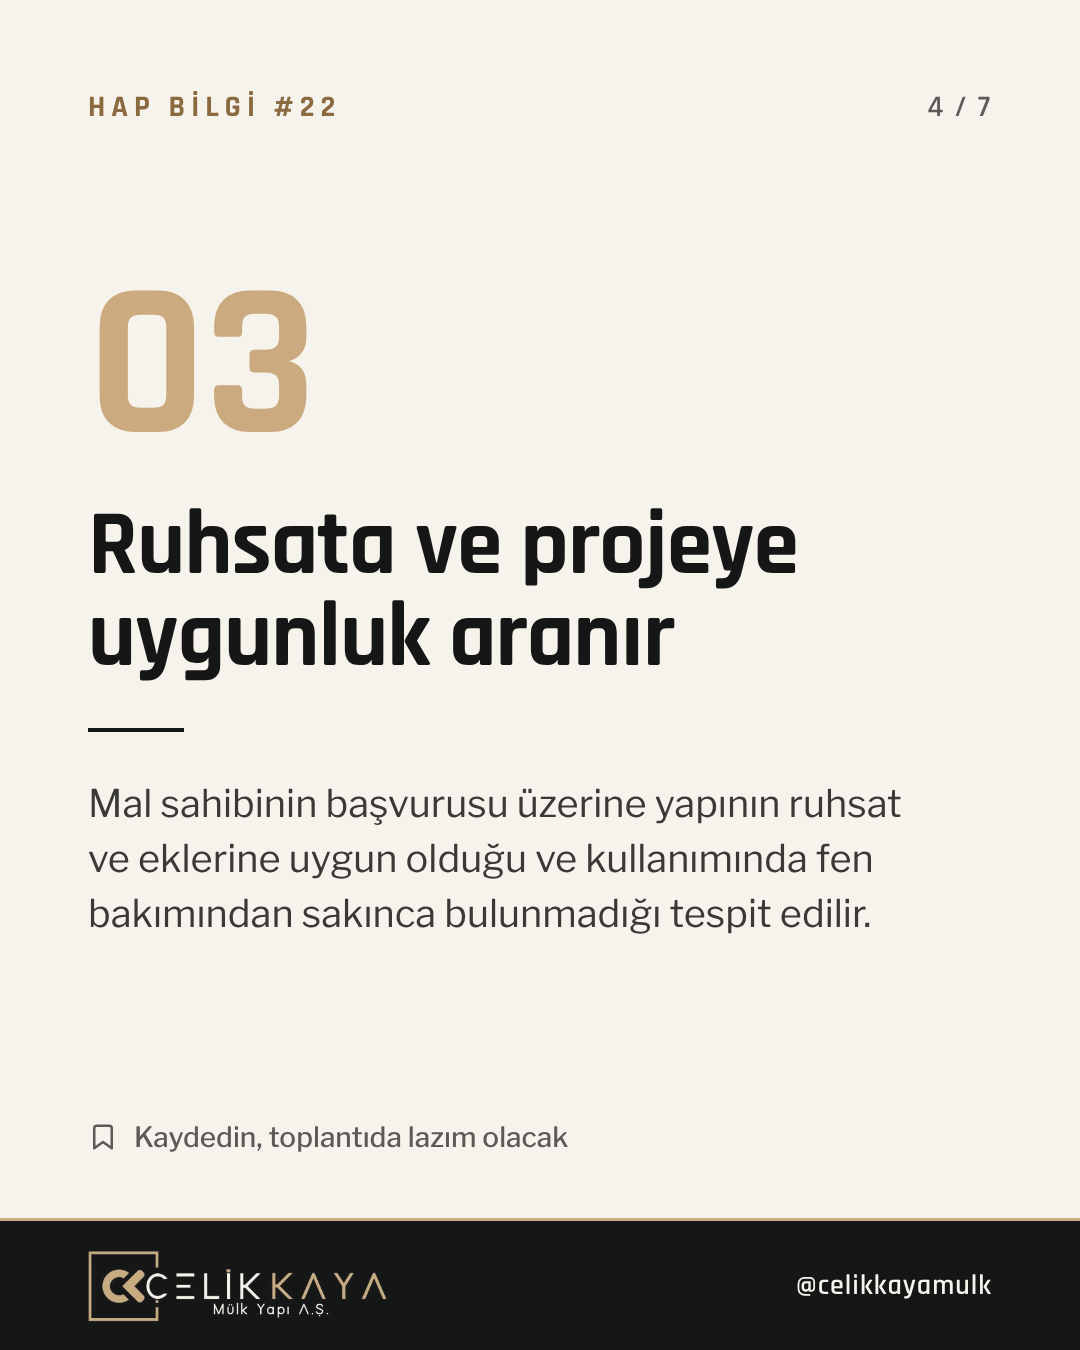 HAP BİLGİ #22
4 / 7
03
Ruhsata ve projeye
uygunluk aranır
Mal sahibinin başvurusu üzerine yapının ruhsat
ve eklerine uygun olduğu ve kullanımında fen
bakımından sakınca bulunmadığı tespit edilir.
Kaydedin, toplantıda lazım olacak
CK CELİKKAYA
Mülk Yapı A.Ş.
@celikkayamulk